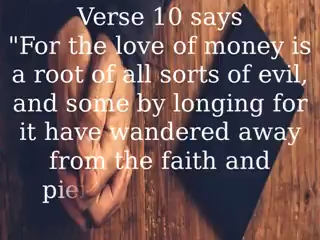 Verse 10 says
"For the love of money is
a root of all sorts of evil,
and some by longing for
it have wandered away
from the faith and